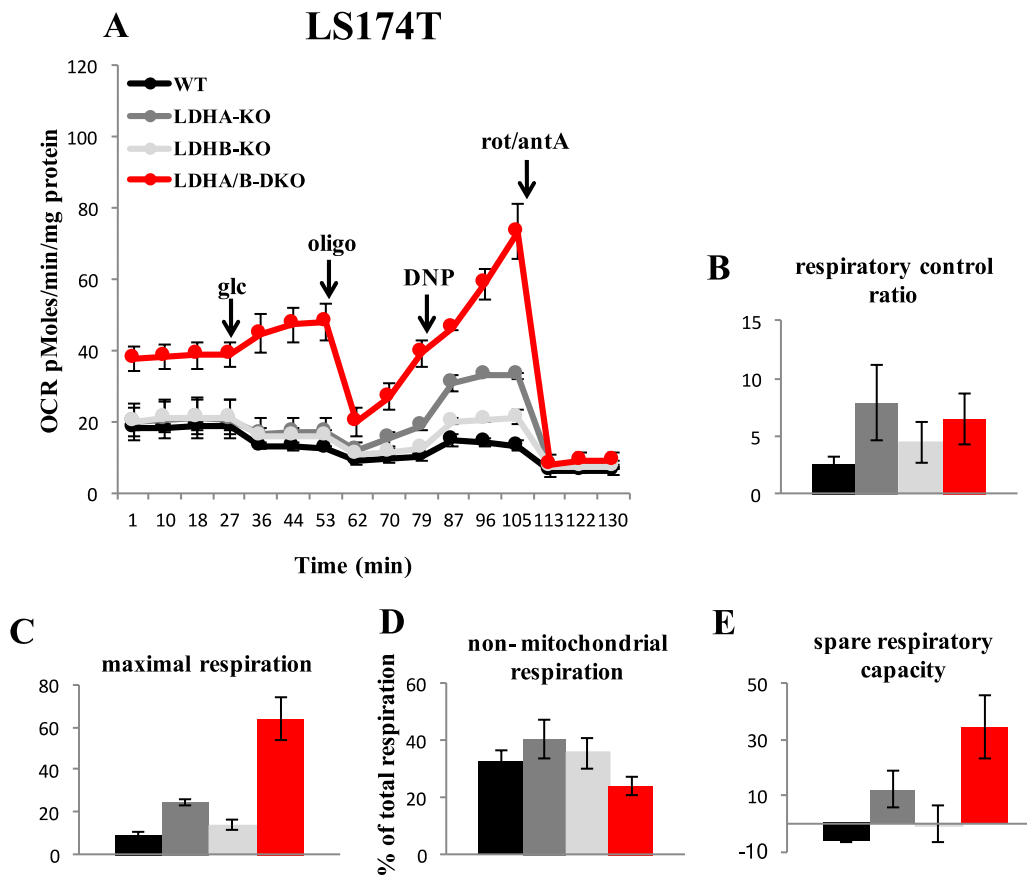 A
LS174T
120
100
80
60
40
20
0
OCR pMoles/min/mg protein
WT
LDHA-KO
LDHB-KO
LDHA/B-DKO
glc
oligo
DNP
rot/antA
1 10 18 27 36 44 53 62 70 79 87 96 105 113 122 130
Time (min)
B
respiratory control
ratio
15
10
5
0
C
maximal respiration
80
60
40
20
0
D
non-mitochondrial
respiration
% of total respiration
60
40
20
0
E
spare respiratory
capacity
50
30
10
-10